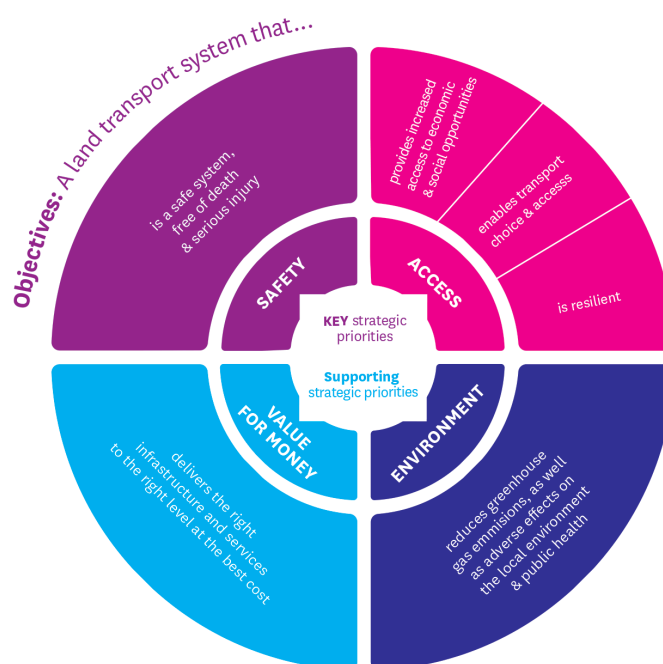 Objectives: A land transport system that...
is a safe system,
free of death
& serious injury
SAFETY
provides increased
access to economic
& social opportunities
enables transport
choice & accesss
is resilient
ACCESS
KEY strategic
priorities
Supporting
strategic priorities
VALUE
FOR MONEY
delivers the right
infrastructure and services
to the right level at the best cost
ENVIRONMENT
reduces greenhouse
gas emmisions, as well
as adverse effects on
the local environment
& public health